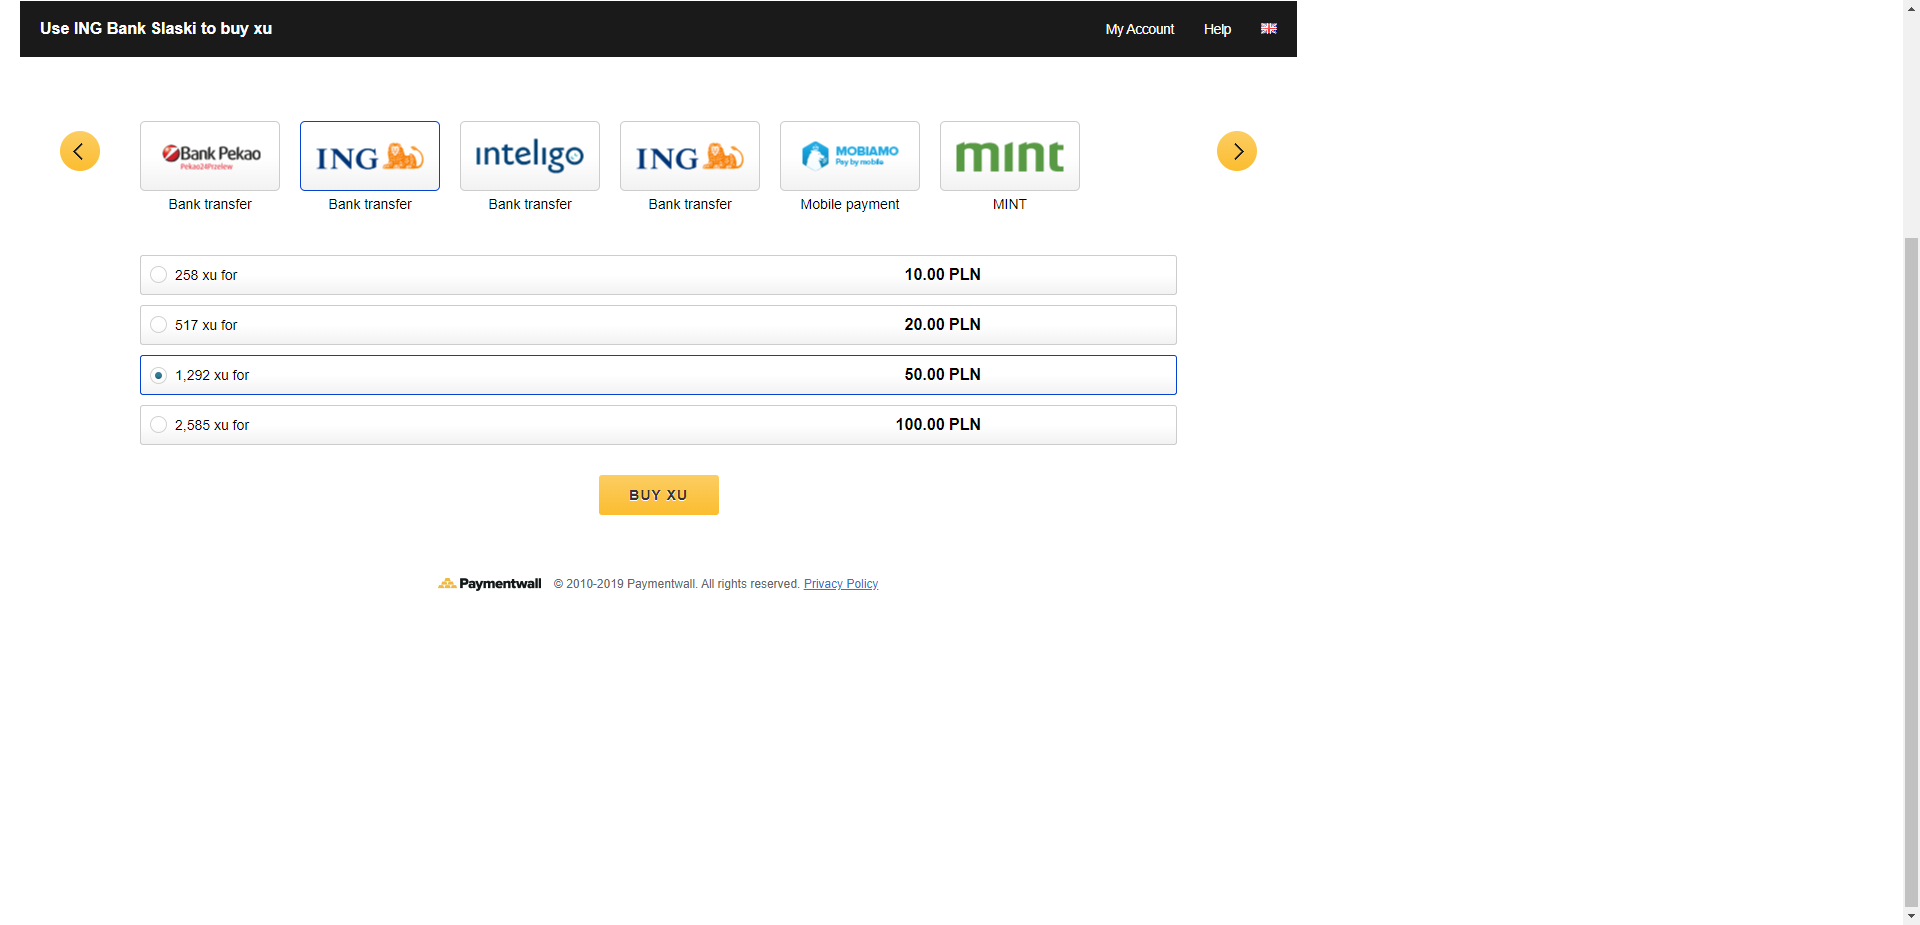 Use ING Bank Slaski to buy xu
My Account Help
Bank Pekao
Pekao24Przelew
ING
inteligo
ING
MOBIAMO
Pay by mobile
mint
Bank transfer Bank transfer Bank transfer Bank transfer Mobile payment MINT
258 xu for 10.00 PLN
517 xu for 20.00 PLN
1,292 xu for 50.00 PLN
2,585 xu for 100.00 PLN
BUY XU
Paymentwall © 2010-2019 Paymentwall. All rights reserved. Privacy Policy